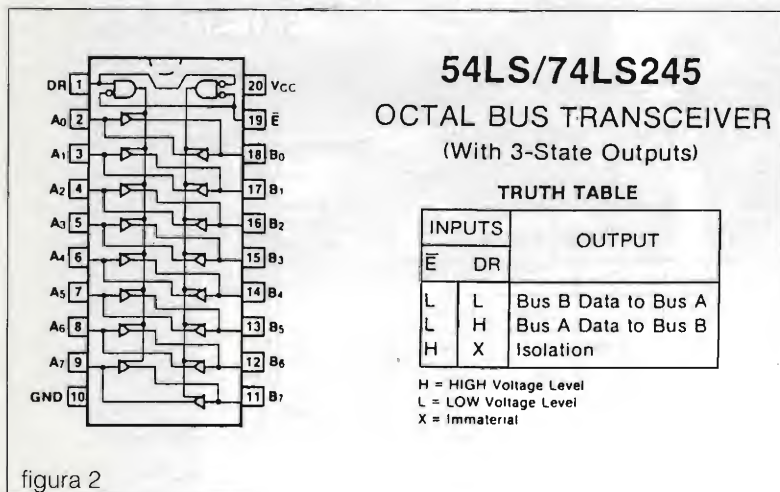 DR 1
A0 2
A1 3
A2 4
A3 5
A4 6
A5 7
A6 8
A7 9
GND 10
20 VCC
19 E̅
18 B0
17 B1
16 B2
15 B3
14 B4
13 B5
12 B6
11 B7
54LS/74LS245
OCTAL BUS TRANSCEIVER
(With 3-State Outputs)
TRUTH TABLE
INPUTS OUTPUT
E̅ DR
L L Bus B Data to Bus A
L H Bus A Data to Bus B
H X Isolation
H = HIGH Voltage Level
L = LOW Voltage Level
X = Immaterial
figura 2